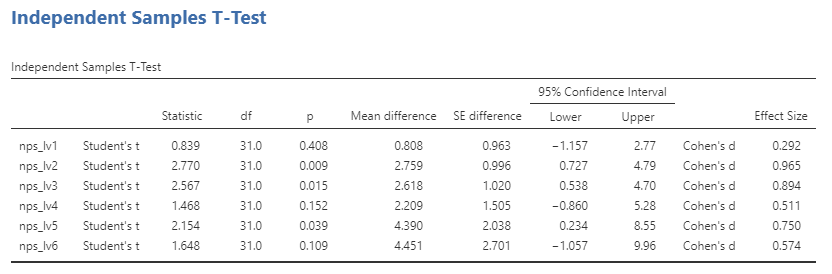 Independent Samples T-Test
Independent Samples T-Test
95% Confidence Interval
Statistic df p Mean difference SE difference Lower Upper Effect Size
nps_lv1 Student's t 0.839 31.0 0.408 0.808 0.963 −1.157 2.77 Cohen's d 0.292
nps_lv2 Student's t 2.770 31.0 0.009 2.759 0.996 0.727 4.79 Cohen's d 0.965
nps_lv3 Student's t 2.567 31.0 0.015 2.618 1.020 0.538 4.70 Cohen's d 0.894
nps_lv4 Student's t 1.468 31.0 0.152 2.209 1.505 −0.860 5.28 Cohen's d 0.511
nps_lv5 Student's t 2.154 31.0 0.039 4.390 2.038 0.234 8.55 Cohen's d 0.750
nps_lv6 Student's t 1.648 31.0 0.109 4.451 2.701 −1.057 9.96 Cohen's d 0.574